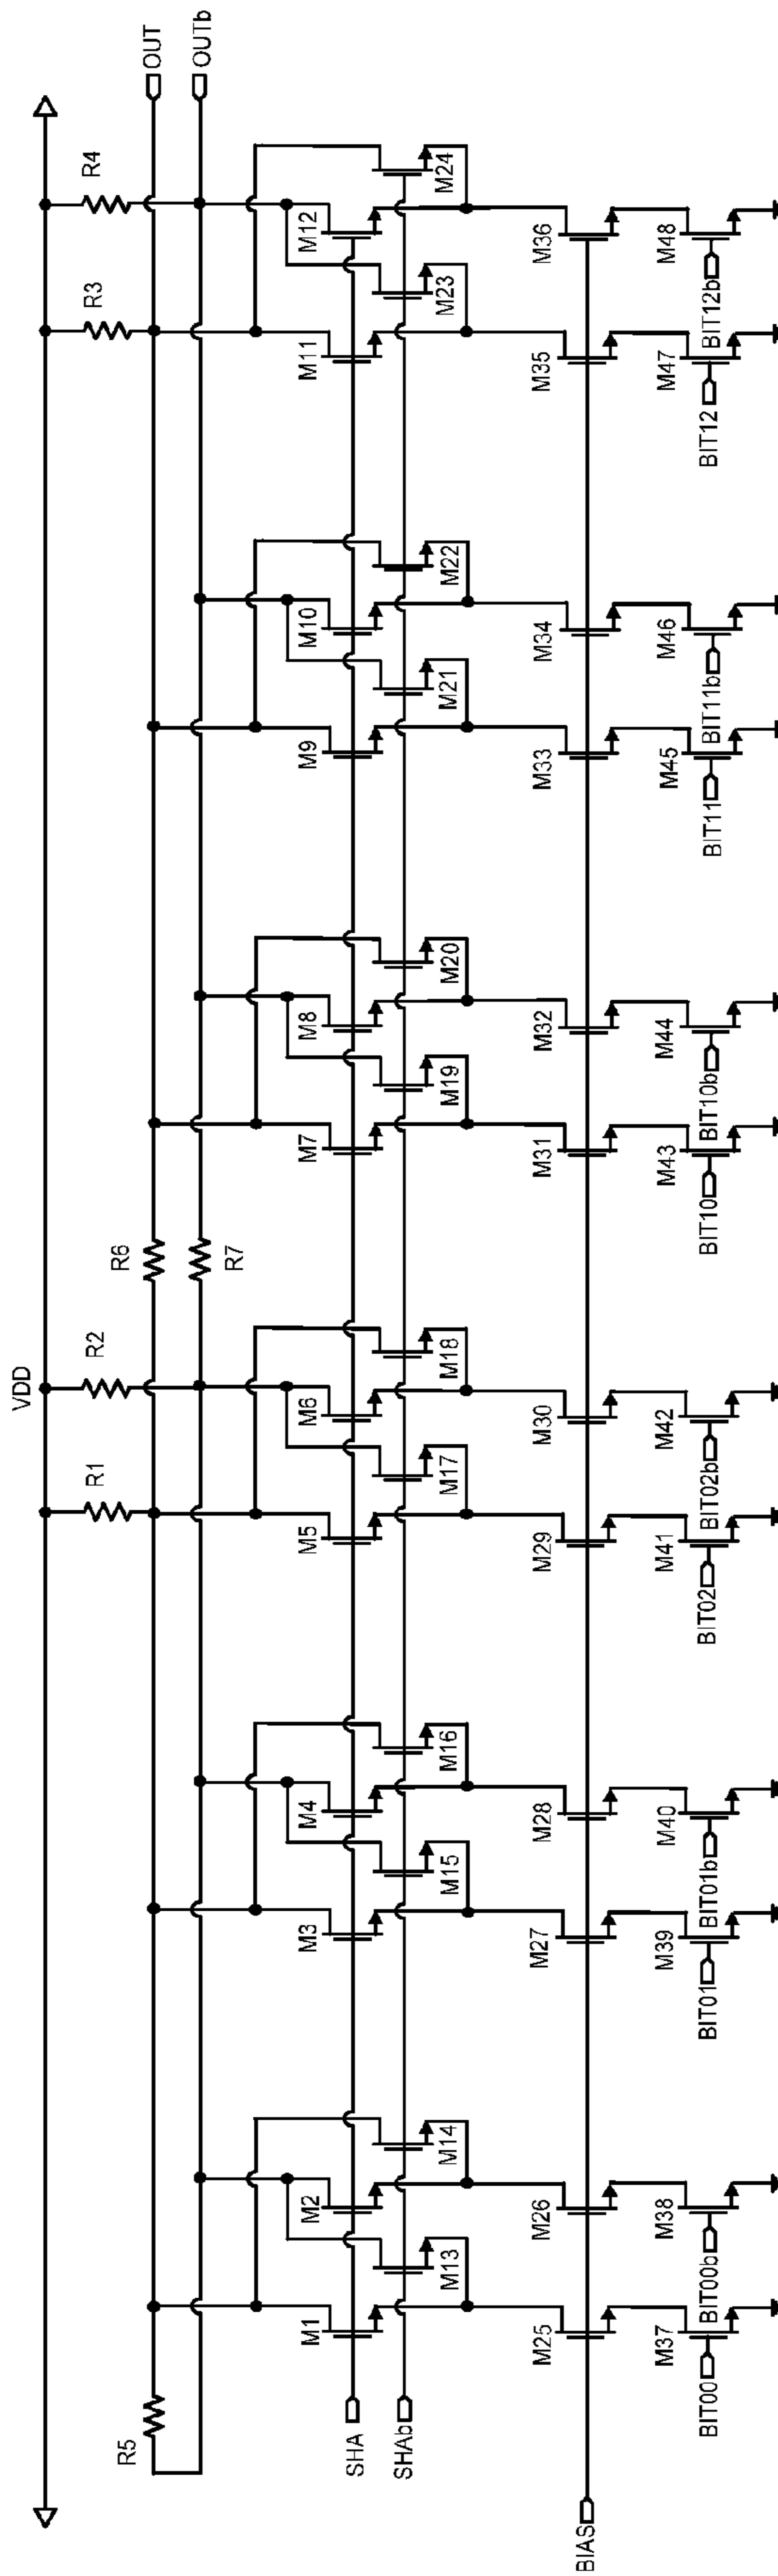 VDD
R1
R2
R3
R4
OUT
OUTb
R5
R6
R7
M1
M2
M3
M4
M5
M6
M7
M8
M9
M10
M11
M12
SHA
M13
M14
M15
M16
M17
M18
M19
M20
M21
M22
M23
M24
SHAb
M25
M26
M27
M28
M29
M30
M31
M32
M33
M34
M35
M36
BIAS
M37
M38
M39
M40
M41
M42
M43
M44
M45
M46
M47
M48
BIT00
BIT00b
BIT01
BIT01b
BIT02
BIT02b
BIT10
BIT10b
BIT11
BIT11b
BIT12
BIT12b